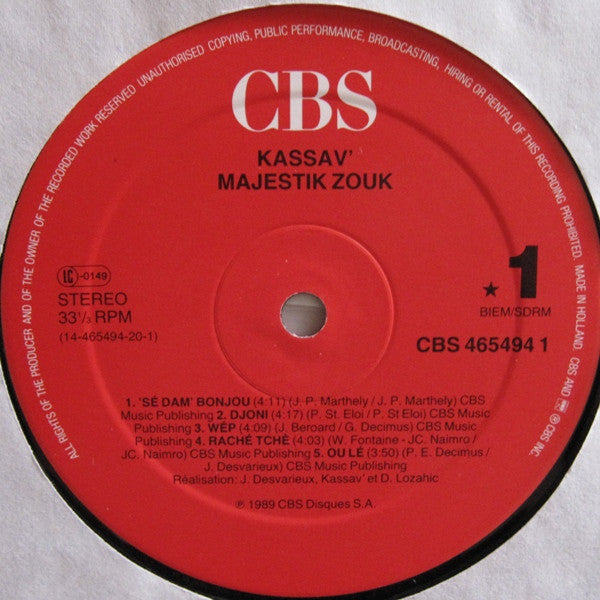 ALL RIGHTS OF THE PRODUCER AND OF THE OWNER OF THE RECORDED WORK RESERVED UNAUTHORISED COPYING, PUBLIC PERFORMANCE, BROADCASTING, HIRING OR RENTAL OF THIS RECORDING PROHIBITED. MADE IN HOLLAND. CBS AND ® © CBS INC.
CBS
KASSAV'
MAJESTIK ZOUK
LC -0149
STEREO
33⅓ RPM
(14-465494-20-1)
★ 1
BIEM/SDRM
CBS 465494 1
1. 'SÉ DAM' BONJOU (4:11) (J. P. Marthely / J. P. Marthely) CBS
Music Publishing 2. DJONI (4:17) (P. St. Eloi / P. St Eloi) CBS Music
Publishing 3. WÉP (4:09) (J. Beroard / G. Decimus) CBS Music
Publishing 4. RACHÉ TCHÈ (4:03) (W. Fontaine - JC. Naimro /
JC. Naimro) CBS Music Publishing 5. OU LÉ (3:50) (P. E. Decimus /
J. Desvarieux) CBS Music Publishing
Réalisation: J. Desvarieux, Kassav' et D. Lozahic
℗ 1989 CBS Disques S.A.